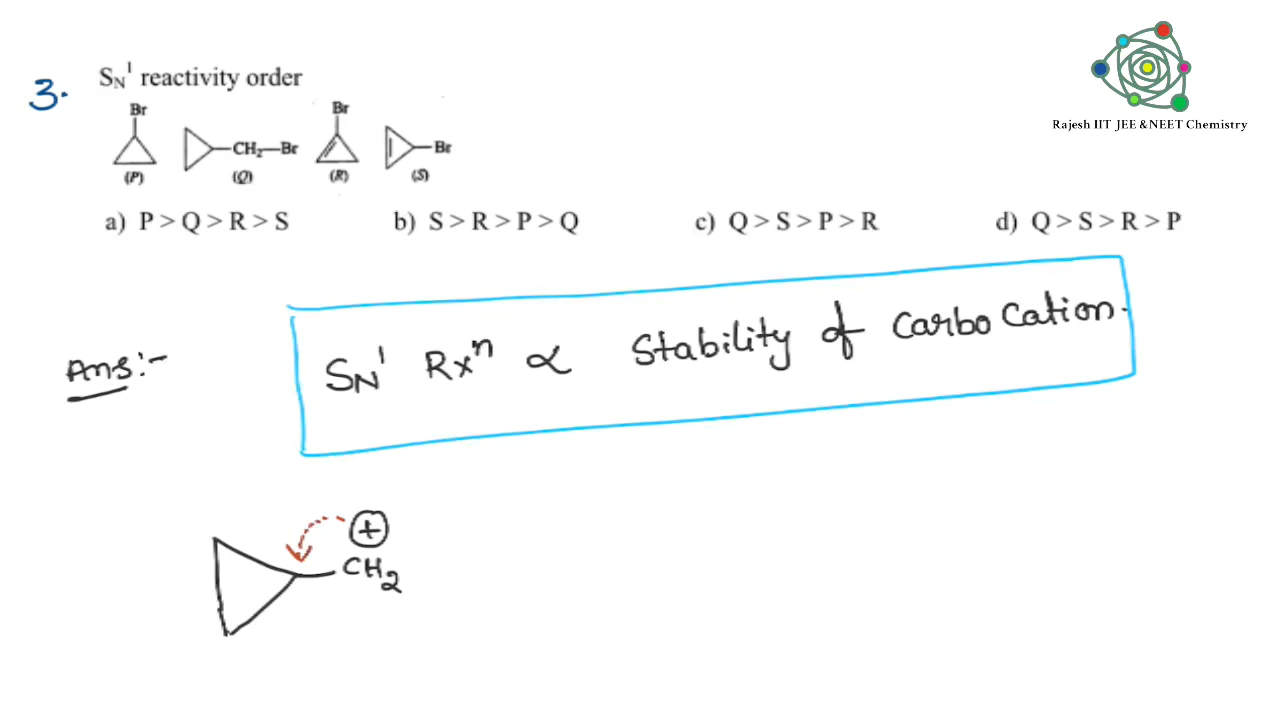 Rajesh IIT JEE &NEET Chemistry
3. SN1 reactivity order
Br Br
CH2—Br Br
(P) (Q) (R) (S)
a) P > Q > R > S b) S > R > P > Q c) Q > S > P > R d) Q > S > R > P
Ans:- SN1 Rxn ∝ Stability of Carbo Cation.
+
CH2